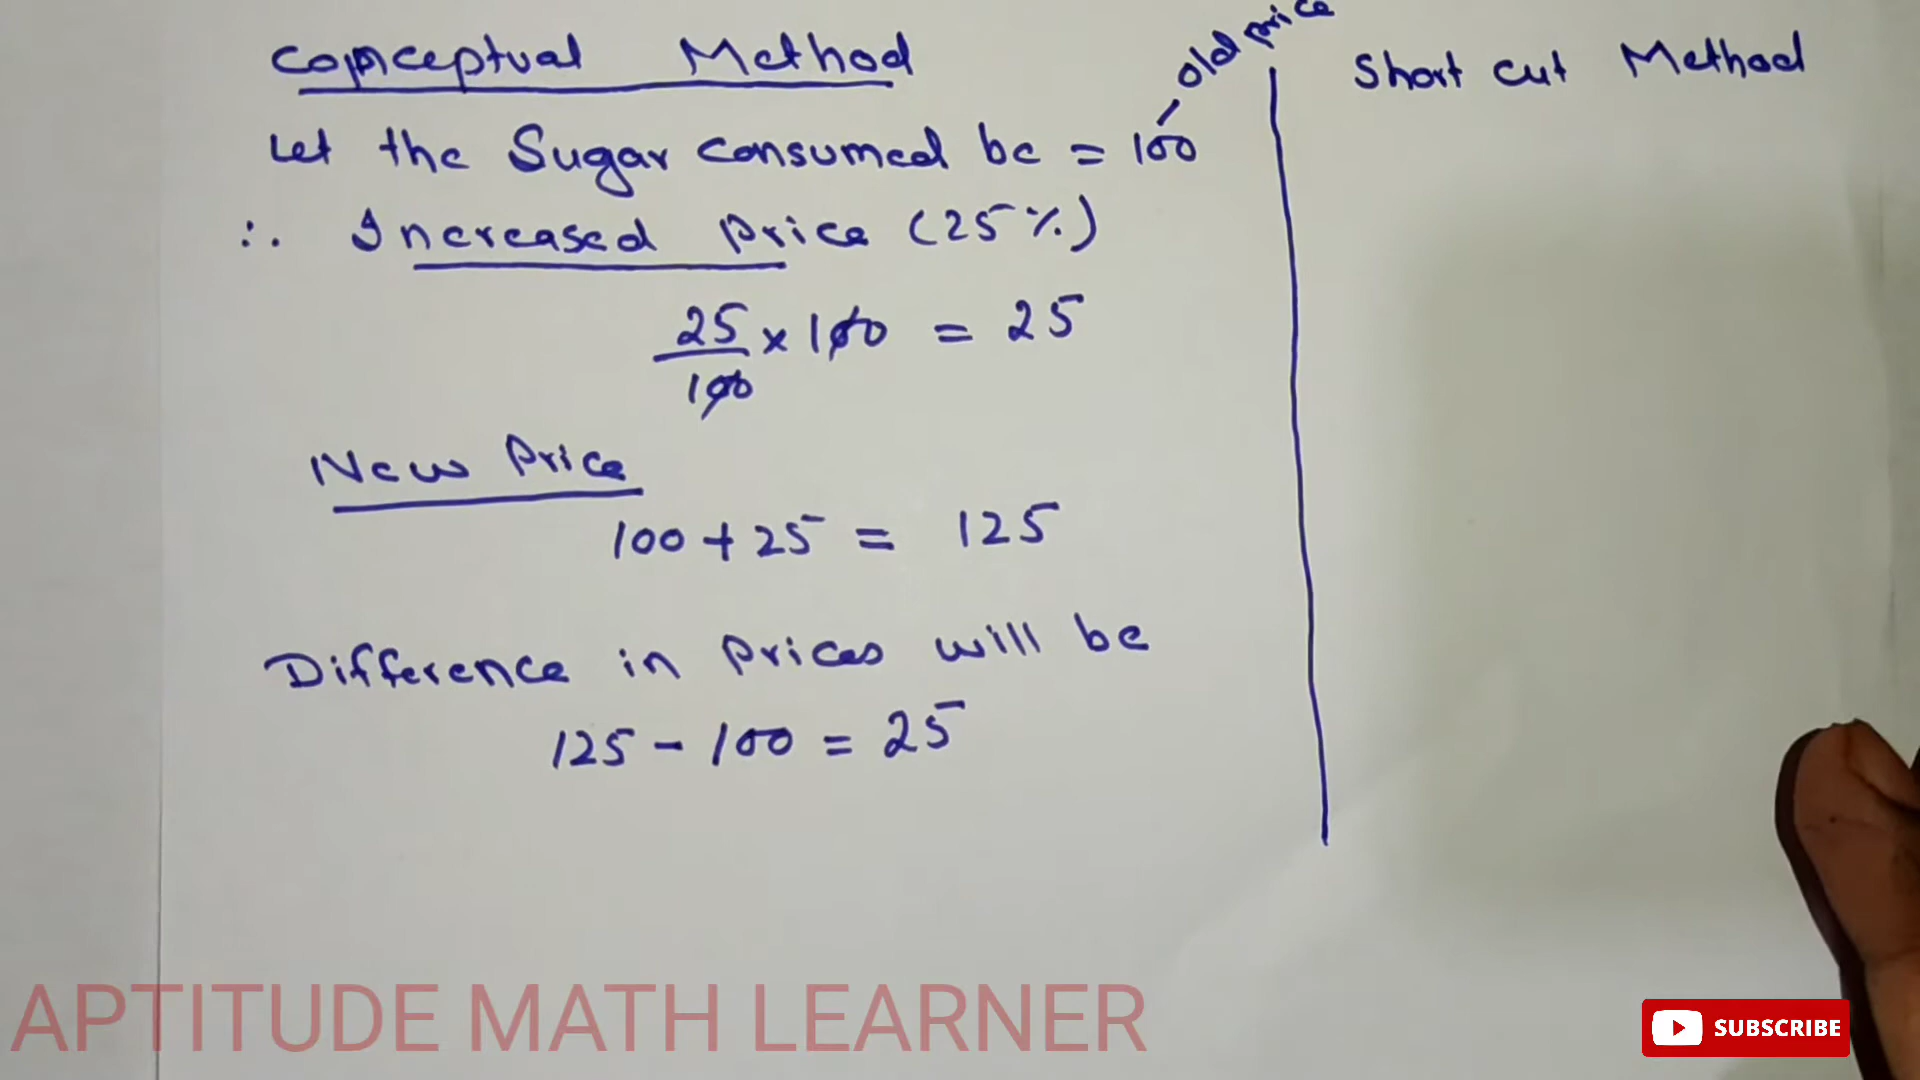 Conceptual Method
old price
Short cut Method
Let the Sugar consumed be = 100
∴ Increased Price (25%)
25/100 × 100 = 25
New Price
100 + 25 = 125
Difference in Prices will be
125 - 100 = 25
APTITUDE MATH LEARNER
SUBSCRIBE